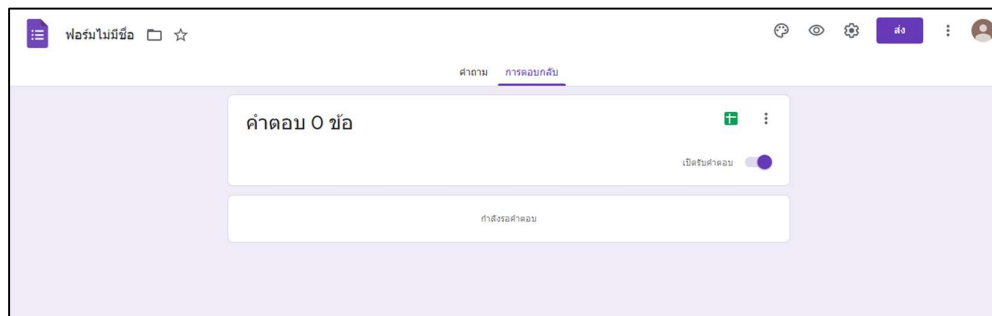 ฟอร์มไม่มีชื่อ
ส่ง
คำถาม การตอบกลับ
คำตอบ 0 ข้อ
เปิดรับคำตอบ
กำลังรอคำตอบ